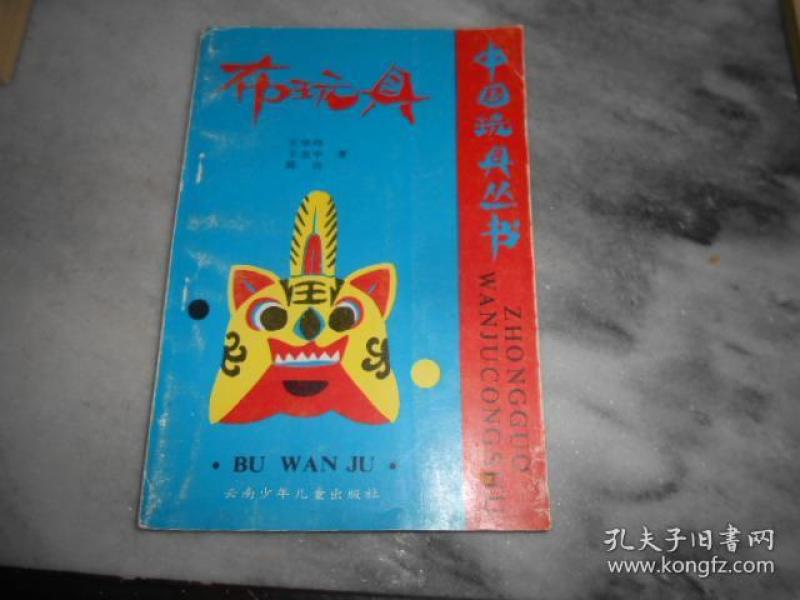 布玩具
著
王
• BU WAN JU •
云南少年儿童出版社
中国玩具丛书
ZHONGGUO
WANJUCONGSHU
孔夫子旧书网
www.kongfz.com